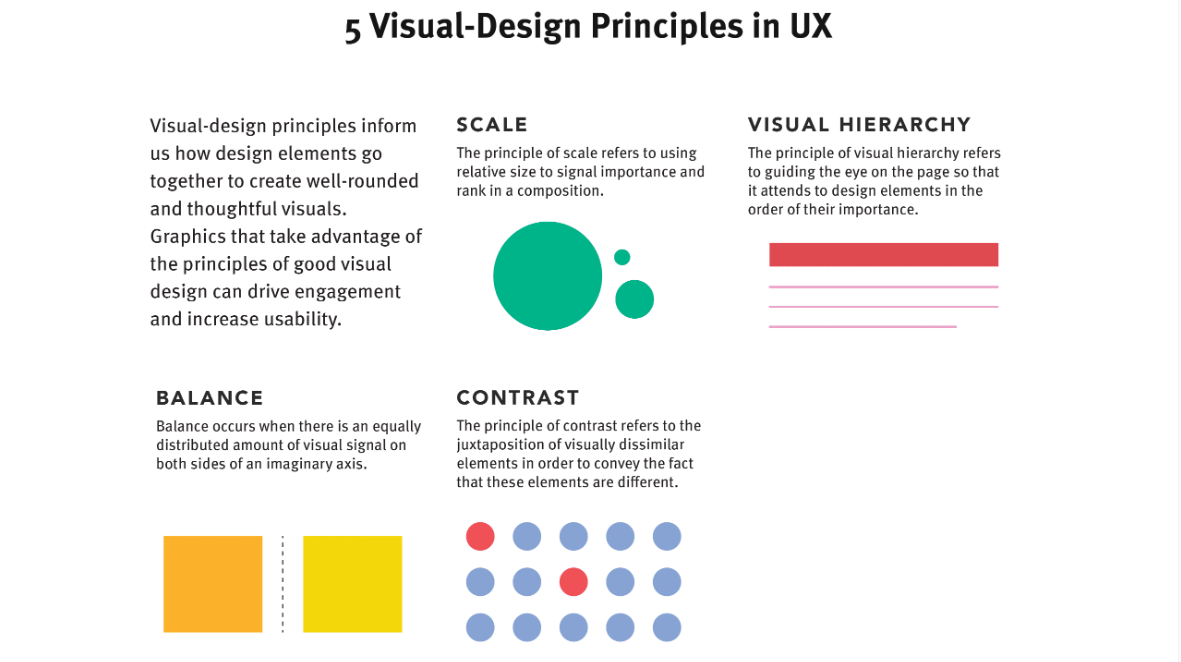 5 Visual-Design Principles in UX
Visual-design principles inform
us how design elements go
together to create well-rounded
and thoughtful visuals.
Graphics that take advantage of
the principles of good visual
design can drive engagement
and increase usability.
SCALE
The principle of scale refers to using
relative size to signal importance and
rank in a composition.
VISUAL HIERARCHY
The principle of visual hierarchy refers
to guiding the eye on the page so that
it attends to design elements in the
order of their importance.
BALANCE
Balance occurs when there is an equally
distributed amount of visual signal on
both sides of an imaginary axis.
CONTRAST
The principle of contrast refers to the
juxtaposition of visually dissimilar
elements in order to convey the fact
that these elements are different.